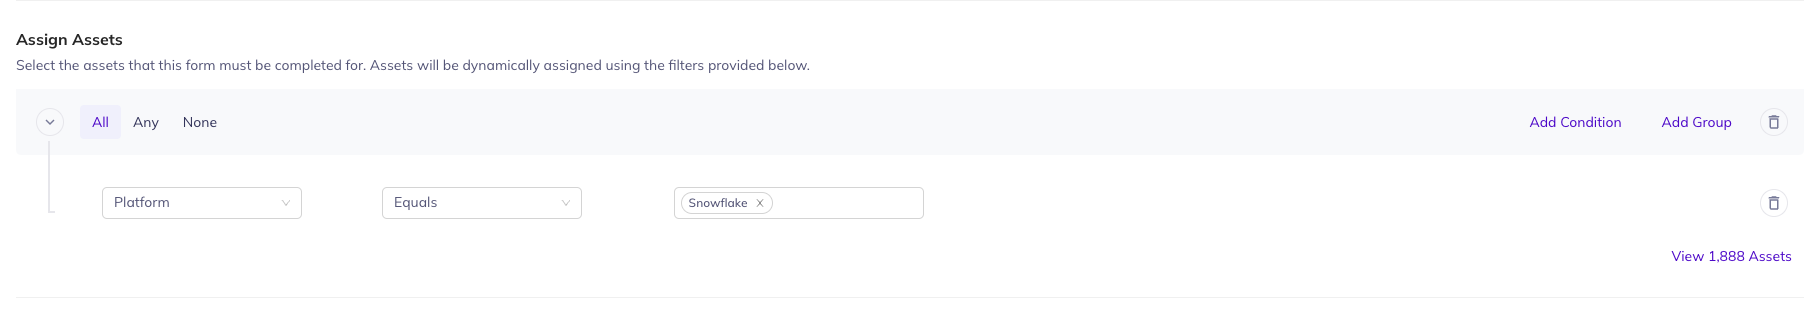 Assign Assets
Select the assets that this form must be completed for. Assets will be dynamically assigned using the filters provided below.
All Any None Add Condition Add Group
Platform Equals Snowflake X
View 1,888 Assets